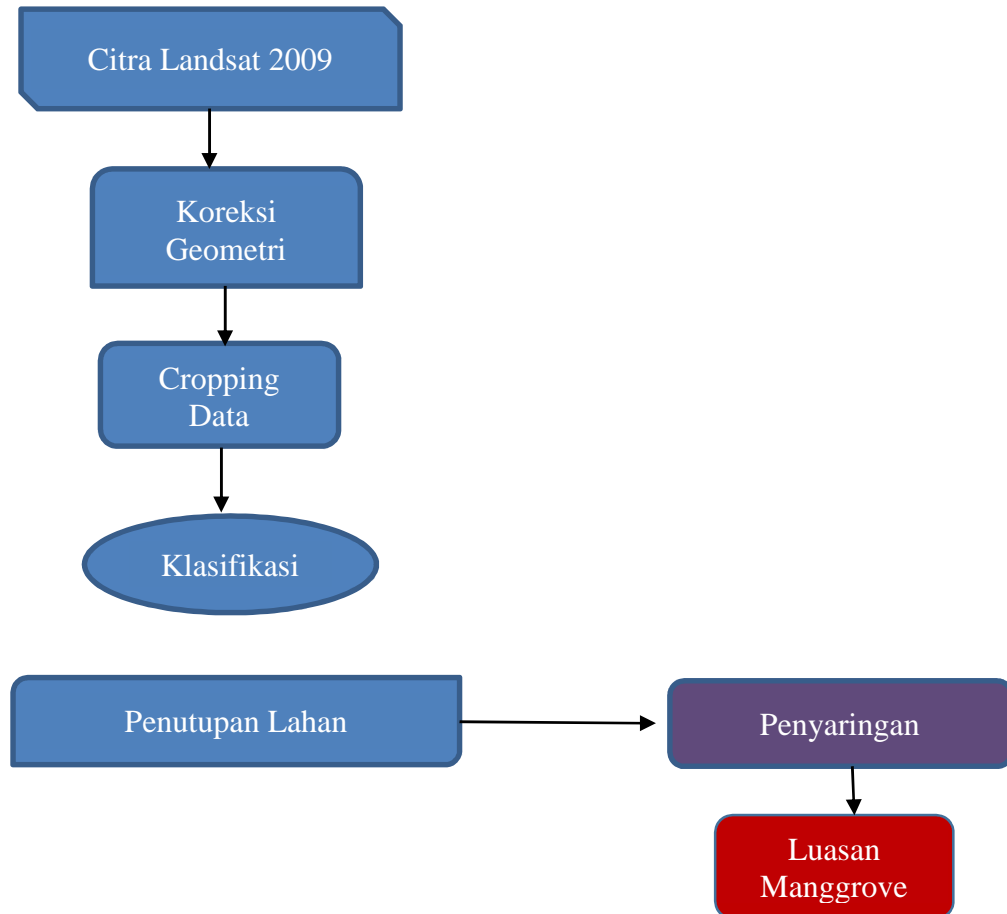 Citra Landsat 2009
Koreksi
Geometri
Cropping
Data
Klasifikasi
Penutupan Lahan
Penyaringan
Luasan
Manggrove